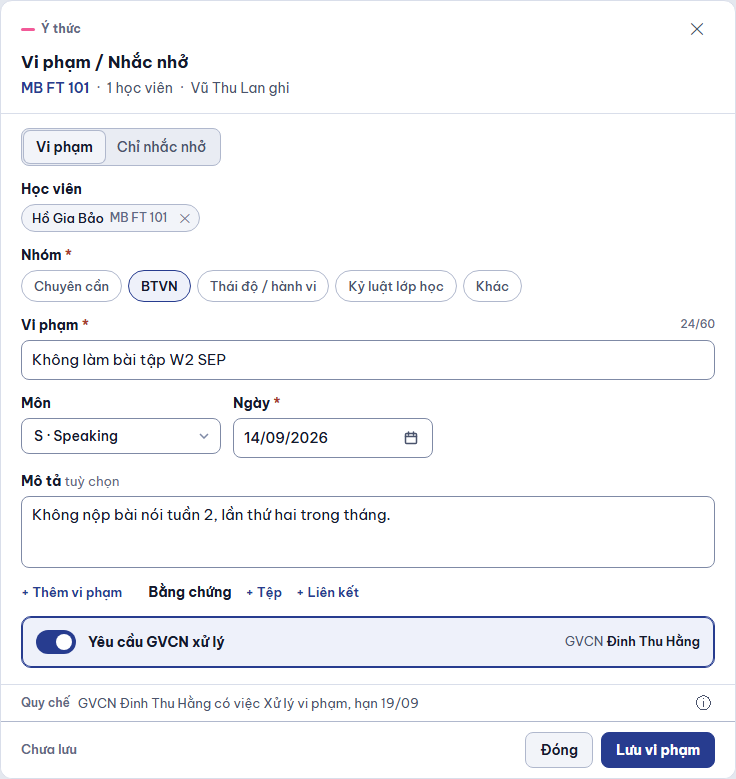 Ý thức
Vi phạm / Nhắc nhở
MB FT 101 · 1 học viên · Vũ Thu Lan ghi
Vi phạm Chỉ nhắc nhở
Học viên
Hồ Gia Bảo MB FT 101
Nhóm *
Chuyên cần BTVN Thái độ / hành vi Kỷ luật lớp học Khác
Vi phạm * 24/60
Không làm bài tập W2 SEP
Môn Ngày *
S · Speaking 14/09/2026
Mô tả tuỳ chọn
Không nộp bài nói tuần 2, lần thứ hai trong tháng.
+ Thêm vi phạm Bằng chứng + Tệp + Liên kết
Yêu cầu GVCN xử lý GVCN Đinh Thu Hằng
Quy chế GVCN Đinh Thu Hằng có việc Xử lý vi phạm, hạn 19/09
Chưa lưu Đóng Lưu vi phạm